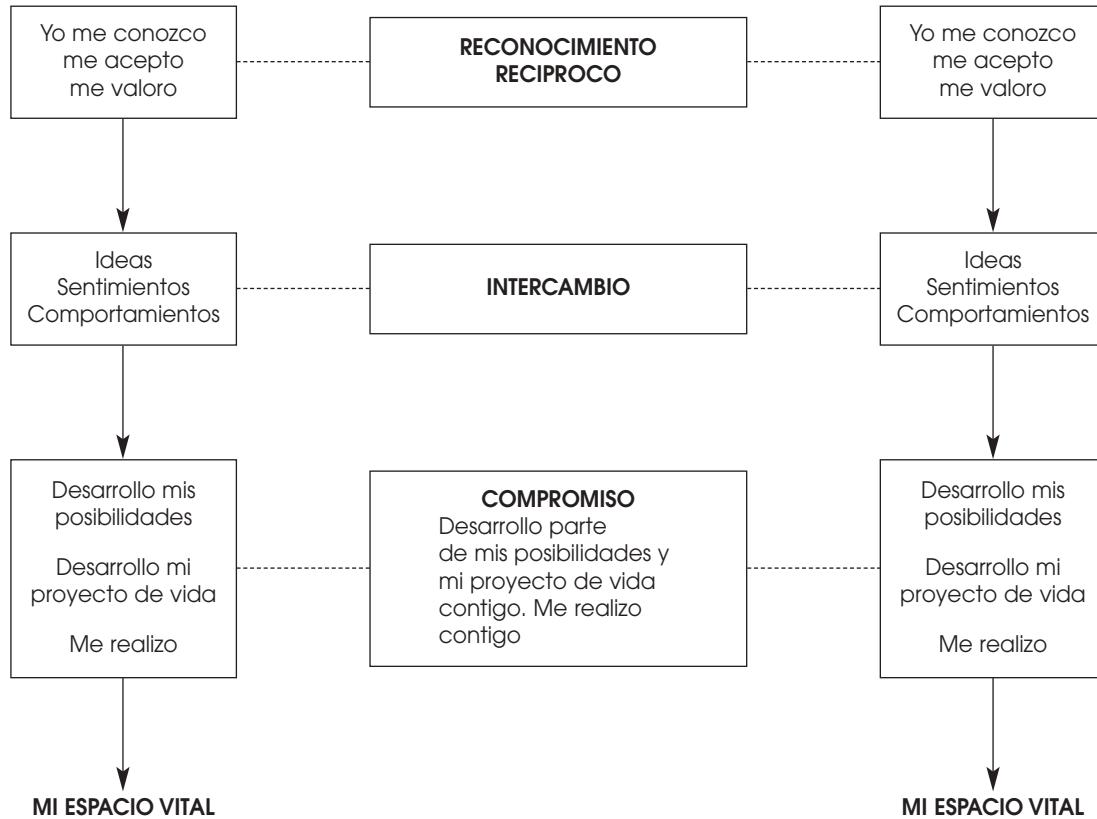 Yo me conozco
me acepto
me valoro
RECONOCIMIENTO
RECIPROCO
Yo me conozco
me acepto
me valoro
Ideas
Sentimientos
Comportamientos
INTERCAMBIO
Ideas
Sentimientos
Comportamientos
Desarrollo mis
posibilidades
Desarrollo mi
proyecto de vida
Me realizo
COMPROMISO
Desarrollo parte
de mis posibilidades y
mi proyecto de vida
contigo. Me realizo
contigo
Desarrollo mis
posibilidades
Desarrollo mi
proyecto de vida
Me realizo
MI ESPACIO VITAL
MI ESPACIO VITAL